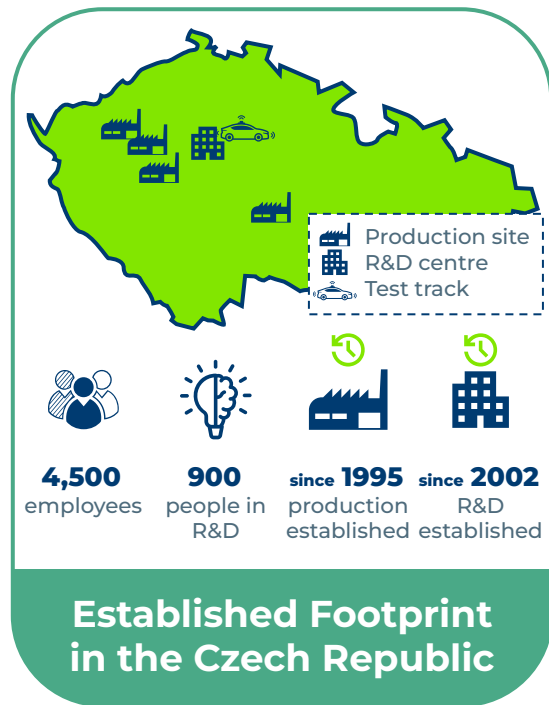 Production site
R&D centre
Test track
4,500
employees
900
people in
R&D
since 1995
production
established
since 2002
R&D
established
Established Footprint
in the Czech Republic